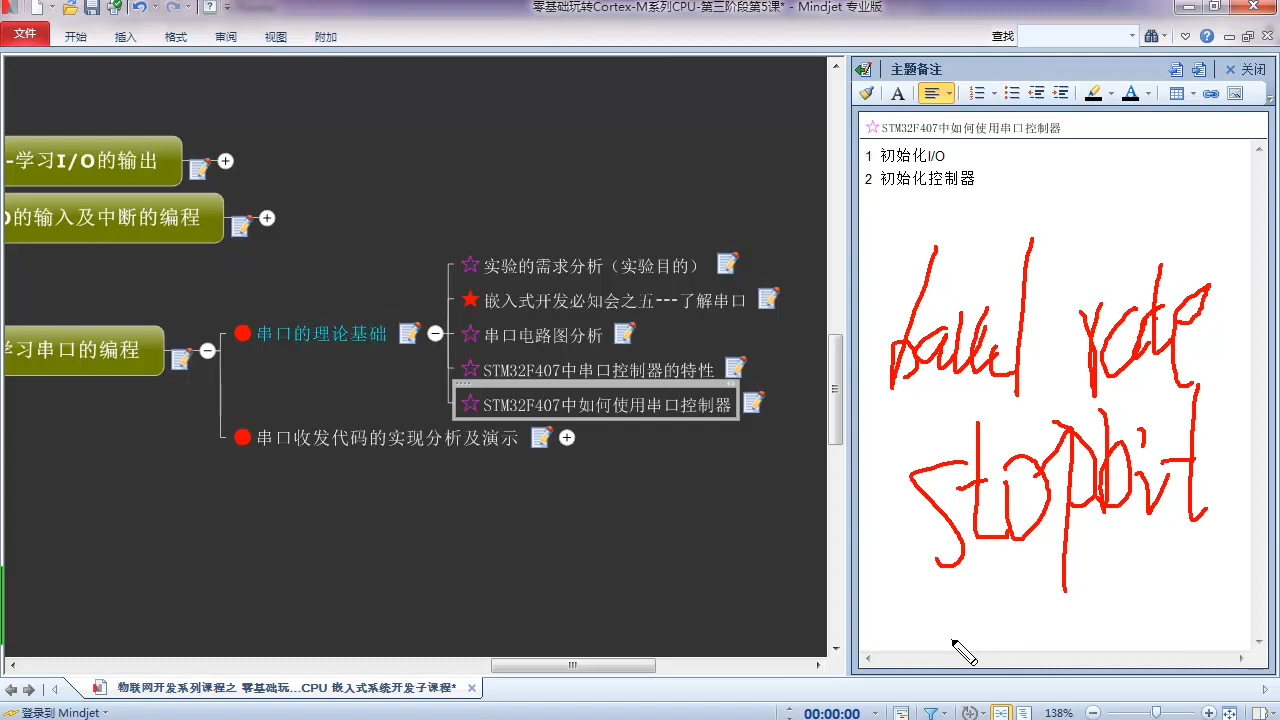 零基础玩转Cortex-M系列CPU-第三阶段第5课* - Mindjet 专业版
文件 开始 插入 格式 审阅 视图 附加 查找
主题备注 关闭
STM32F407中如何使用串口控制器
1 初始化I/O
2 初始化控制器
baud rate
stop bit
-学习I/O的输出
的输入及中断的编程
学习串口的编程
串口的理论基础
实验的需求分析（实验目的）
嵌入式开发必知会之五---了解串口
串口电路图分析
STM32F407中串口控制器的特性
STM32F407中如何使用串口控制器
串口收发代码的实现分析及演示
物联网开发系列课程之 零基础玩...CPU 嵌入式系统开发子课程*
登录到 Mindjet 00:00:00 138%